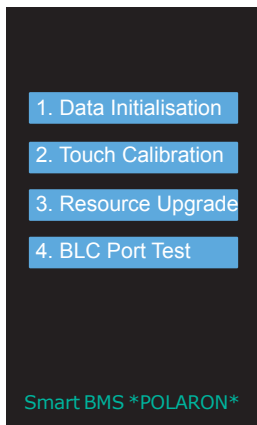 1. Data Initialisation
2. Touch Calibration
3. Resource Upgrade
4. BLC Port Test
Smart BMS *POLARON*